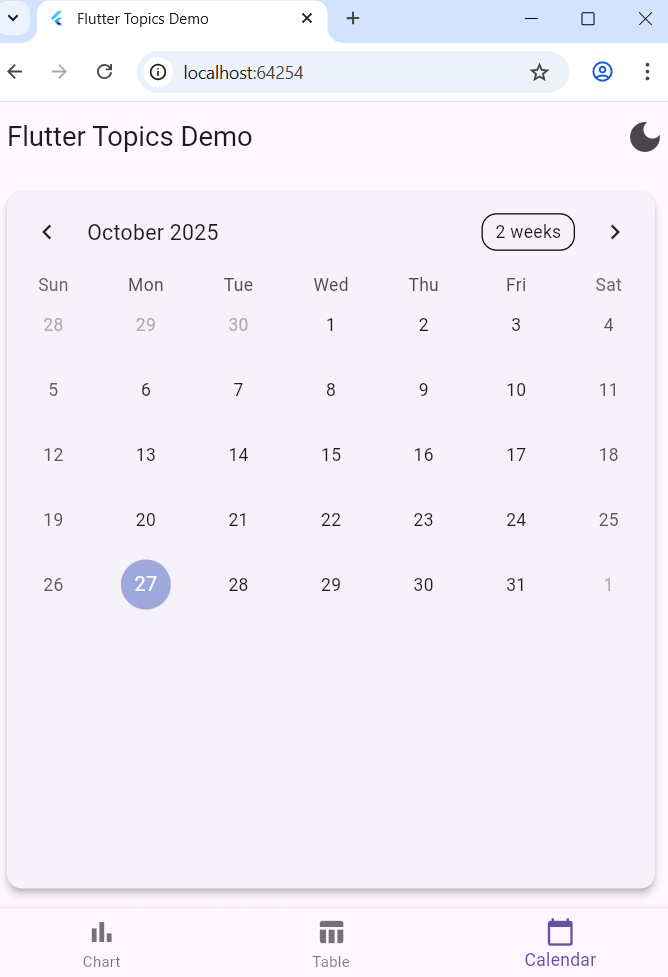 Flutter Topics Demo
localhost:64254
Flutter Topics Demo
October 2025 2 weeks
Sun Mon Tue Wed Thu Fri Sat
28 29 30 1 2 3 4
5 6 7 8 9 10 11
12 13 14 15 16 17 18
19 20 21 22 23 24 25
26 27 28 29 30 31 1
Chart Table Calendar